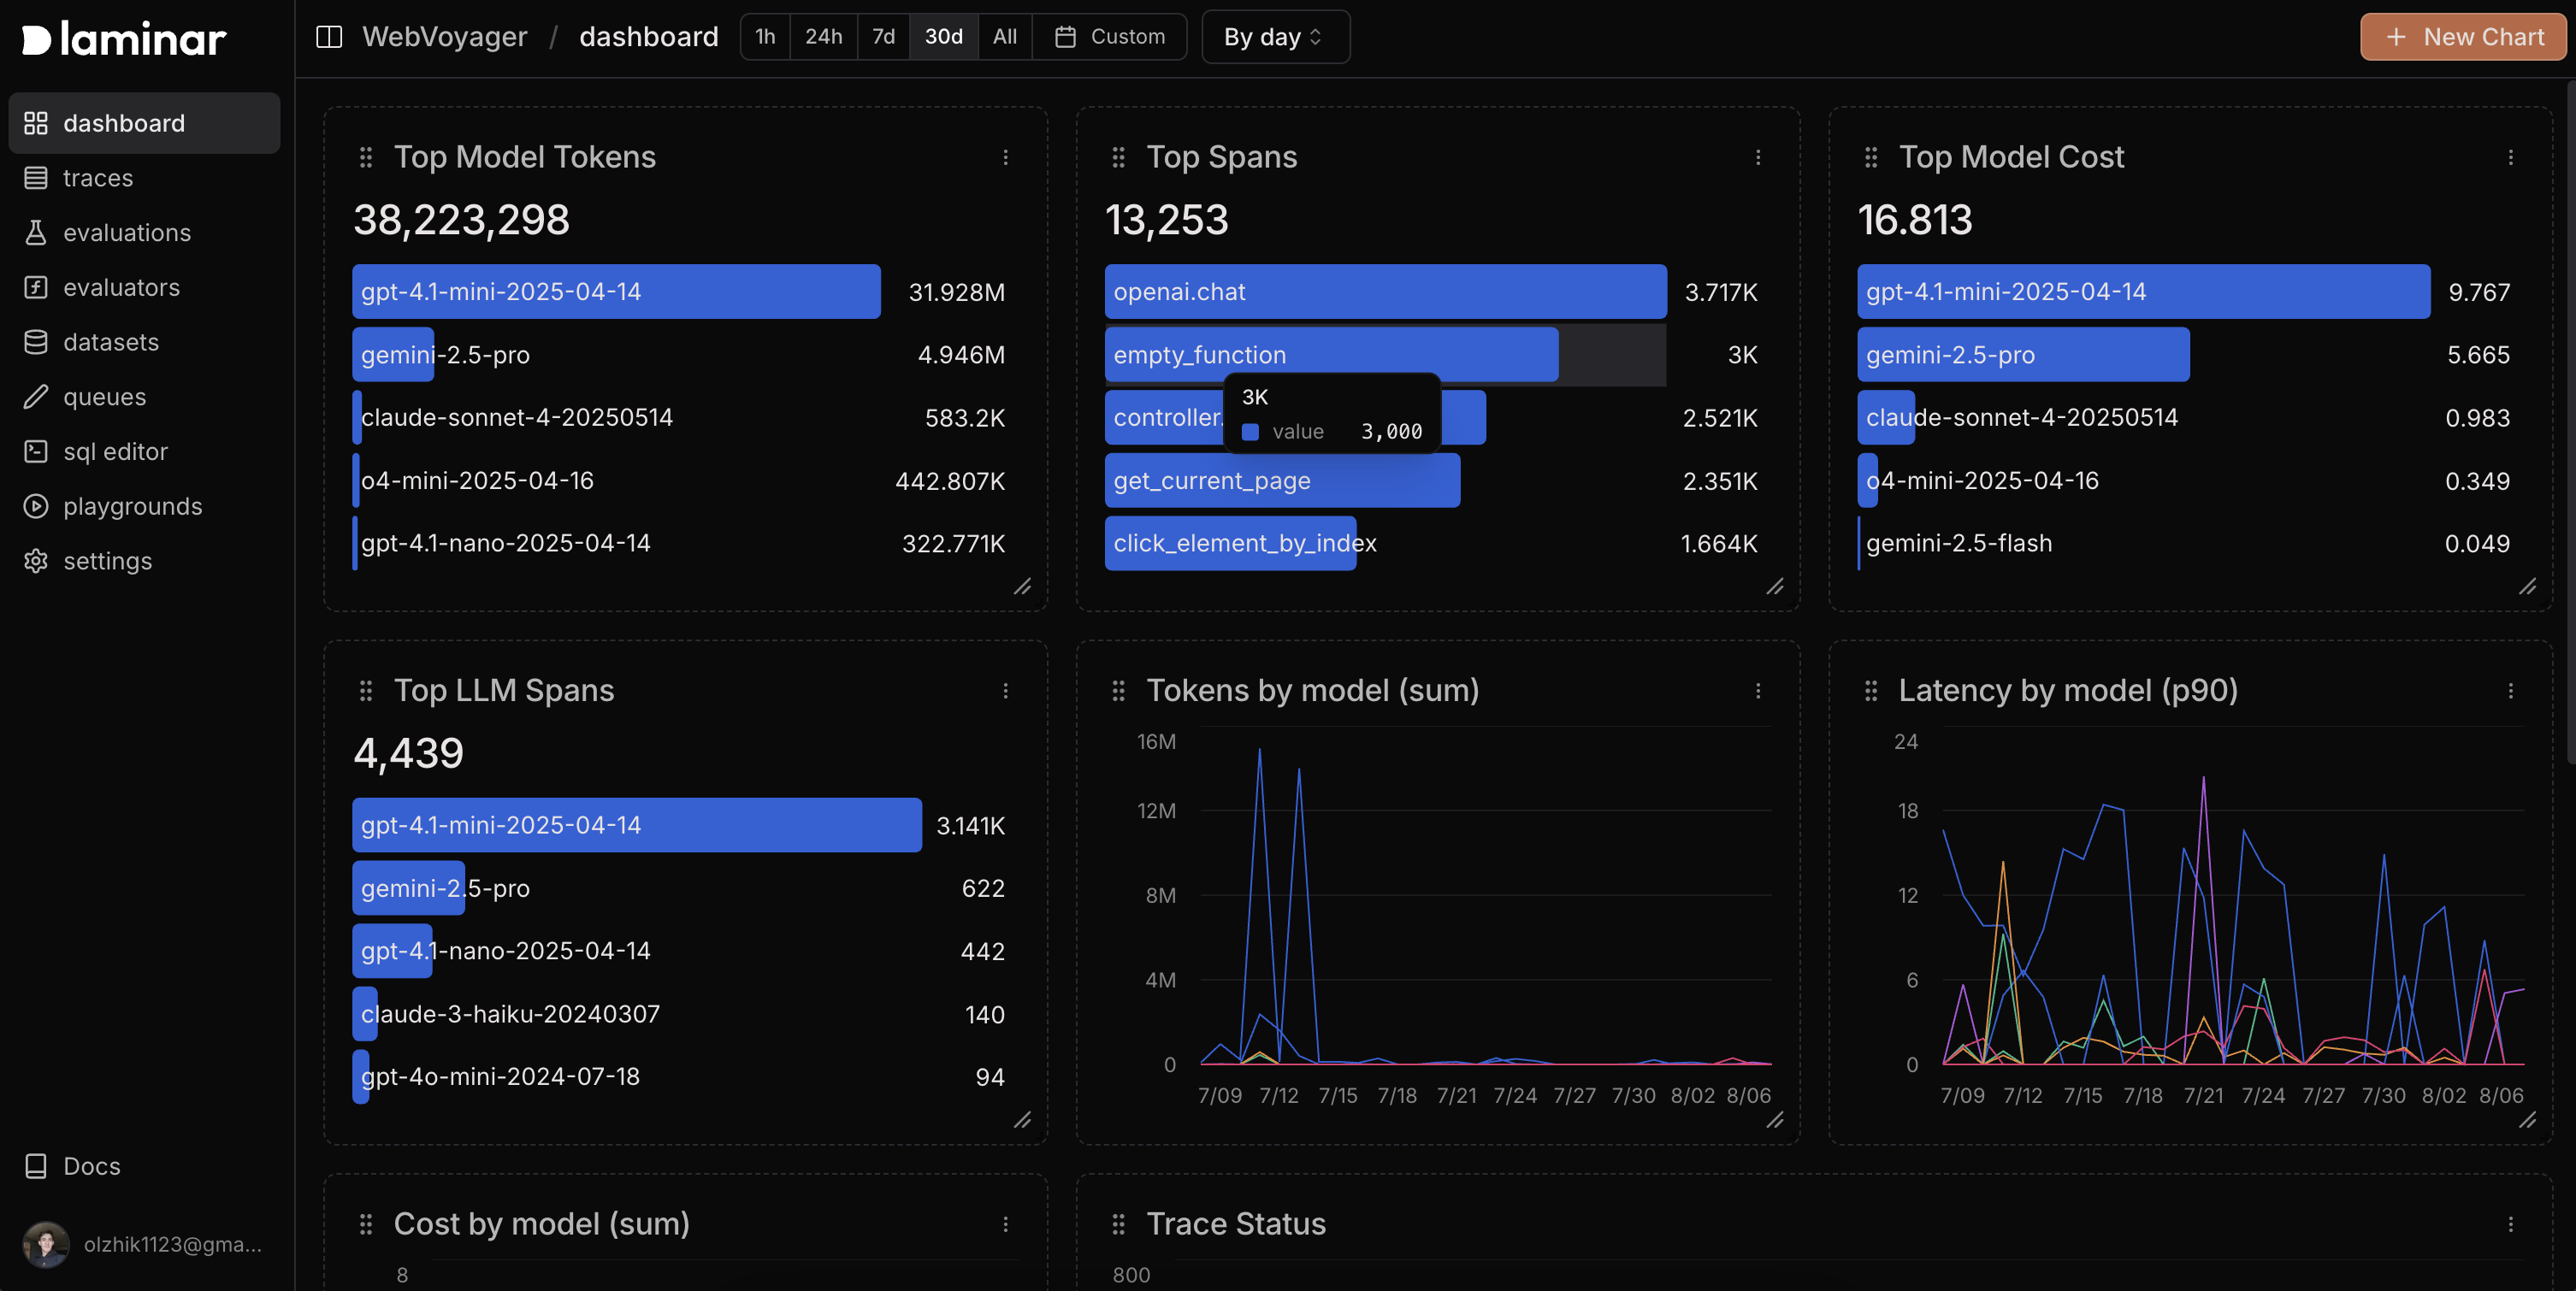 laminar
WebVoyager / dashboard
1h 24h 7d 30d All Custom
By day
New Chart
dashboard
traces
evaluations
evaluators
datasets
queues
sql editor
playgrounds
settings
Docs
olzhik1123@gma...
Top Model Tokens
38,223,298
gpt-4.1-mini-2025-04-14 31.928M
gemini-2.5-pro 4.946M
claude-sonnet-4-20250514 583.2K
o4-mini-2025-04-16 442.807K
gpt-4.1-nano-2025-04-14 322.771K
Top Spans
13,253
openai.chat 3.717K
empty_function 3K
controller. 2.521K
get_current_page 2.351K
click_element_by_index 1.664K
3K
value 3,000
Top Model Cost
16.813
gpt-4.1-mini-2025-04-14 9.767
gemini-2.5-pro 5.665
claude-sonnet-4-20250514 0.983
o4-mini-2025-04-16 0.349
gemini-2.5-flash 0.049
Top LLM Spans
4,439
gpt-4.1-mini-2025-04-14 3.141K
gemini-2.5-pro 622
gpt-4.1-nano-2025-04-14 442
claude-3-haiku-20240307 140
gpt-4o-mini-2024-07-18 94
Tokens by model (sum)
16M
12M
8M
4M
0
7/09 7/12 7/15 7/18 7/21 7/24 7/27 7/30 8/02 8/06
Latency by model (p90)
24
18
12
6
0
7/09 7/12 7/15 7/18 7/21 7/24 7/27 7/30 8/02 8/06
Cost by model (sum)
8
Trace Status
800